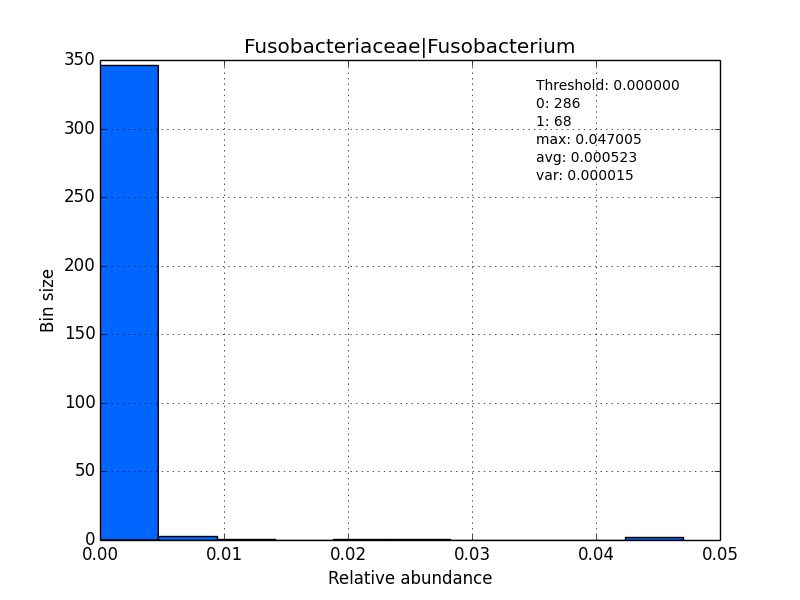 Fusobacteriaceae|Fusobacterium
Threshold: 0.000000
0: 286
1: 68
max: 0.047005
avg: 0.000523
var: 0.000015
350
300
250
200
150
100
50
0
Bin size
0.00 0.01 0.02 0.03 0.04 0.05
Relative abundance